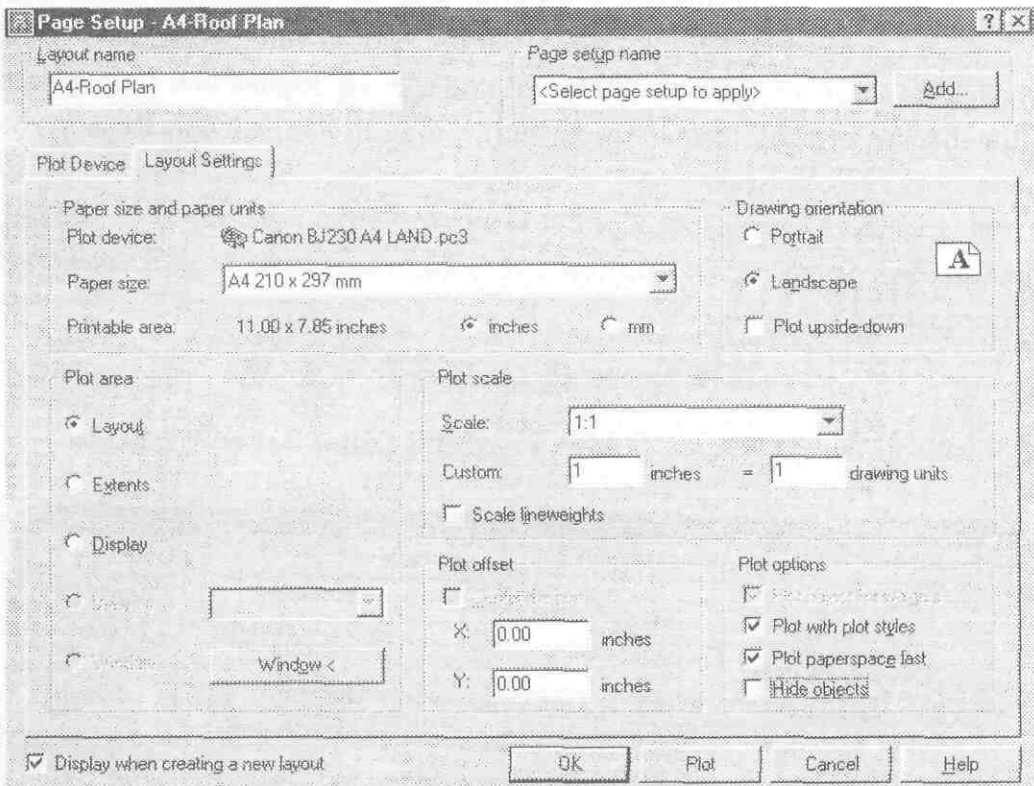 Page Setup - A4-Roof Plan
Layout name
Page setup name
A4-Roof Plan
<Select page setup to apply>
Add...
Plot Device
Layout Settings
Paper size and paper units
Drawing orientation
Plot device:
Canon BJ230 A4 LAND.pc3
Portrait
A
Paper size:
A4 210 x 297 mm
Landscape
Printable area:
11.00 x 7.85 inches
inches
mm
Plot upside-down
Plot area
Plot scale
Layout
Scale:
1:1
Extents
Custom:
1
inches
=
1
drawing units
Scale lineweights
Display
Plot offset
Plot options
X:
0.00
inches
Plot with plot styles
Window <
Plot paperspace last
Y:
0.00
inches
Hide objects
Display when creating a new layout
OK
Plot
Cancel
Help